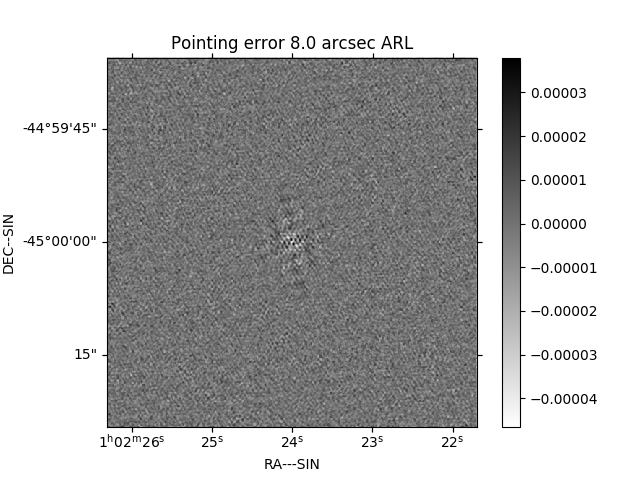 Pointing error 8.0 arcsec ARL
-44°59'45"
-45°00'00"
15"
DEC--SIN
1ʰ02ᵐ26ˢ 25ˢ 24ˢ 23ˢ 22ˢ
RA---SIN
0.00003
0.00002
0.00001
0.00000
−0.00001
−0.00002
−0.00003
−0.00004